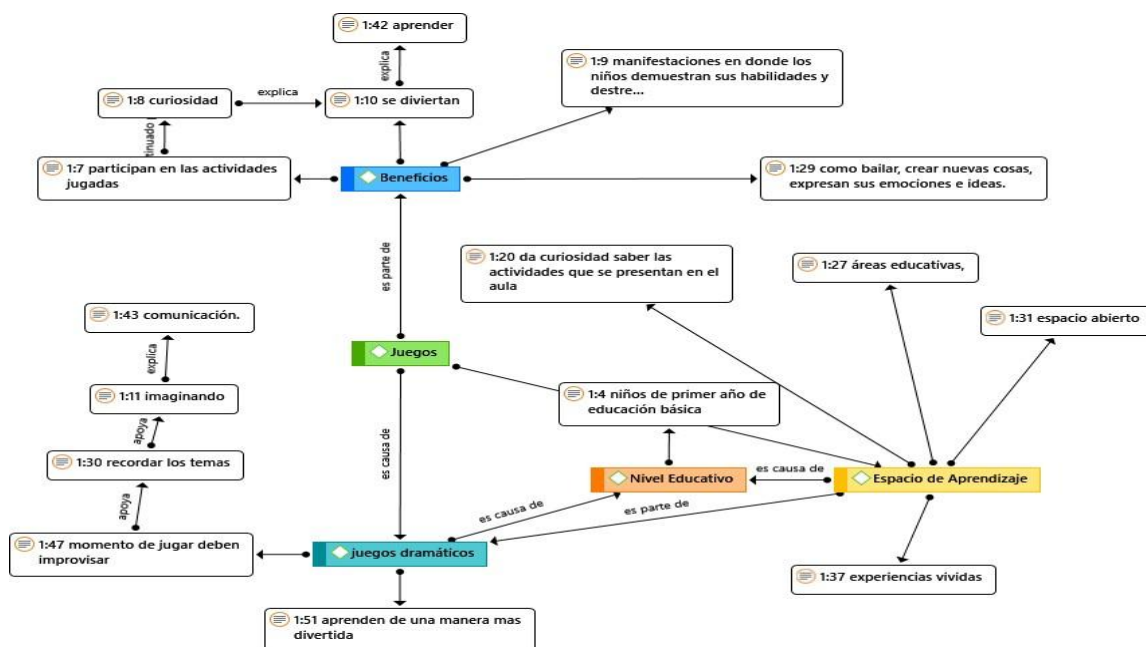 1:42 aprender
explica
1:9 manifestaciones en donde los
niños demuestran sus habilidades y
destre...
1:8 curiosidad
explica
1:10 se diviertan
tinuado
1:7 participan en las actividades
jugadas
Beneficios
1:29 como bailar, crear nuevas cosas,
expresan sus emociones e ideas.
es parte de
1:20 da curiosidad saber las
actividades que se presentan en el
aula
1:27 áreas educativas,
1:43 comunicación.
1:31 espacio abierto
Juegos
explica
1:11 imaginando
1:4 niños de primer año de
educación básica
apoya
es causa de
1:30 recordar los temas
Nivel Educativo
es causa de
Espacio de Aprendizaje
apoya
es causa de
es parte de
1:47 momento de jugar deben
improvisar
juegos dramáticos
1:37 experiencias vividas
1:51 aprenden de una manera mas
divertida